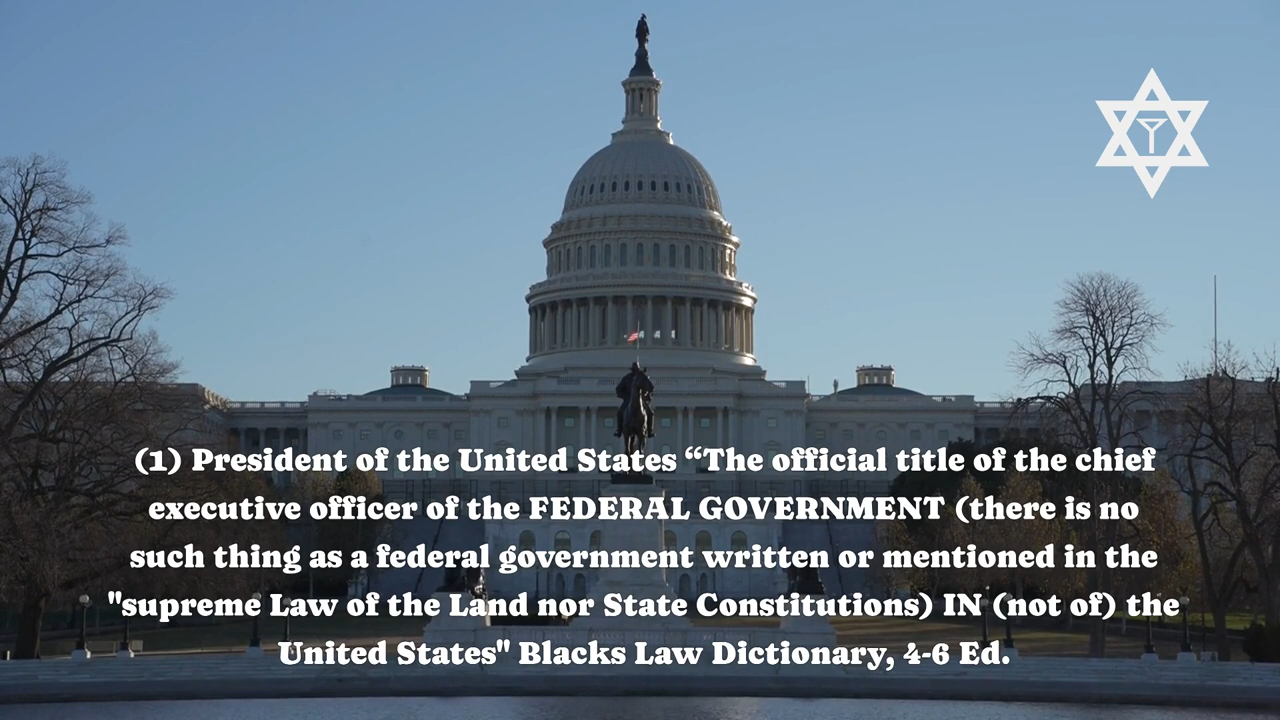 (1) President of the United States “The official title of the chief
executive officer of the FEDERAL GOVERNMENT (there is no
such thing as a federal government written or mentioned in the
"supreme Law of the Land nor State Constitutions) IN (not of) the
United States" Blacks Law Dictionary, 4-6 Ed.